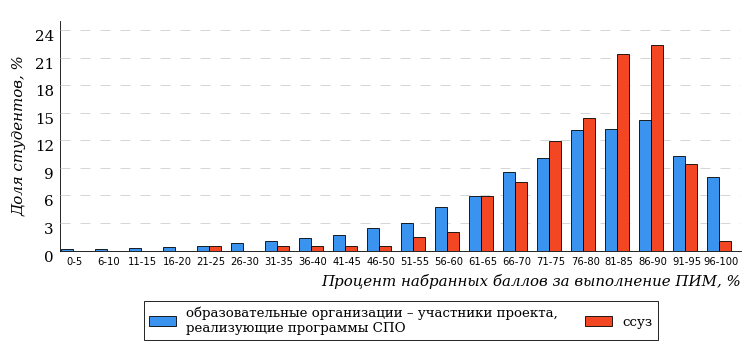 Доля студентов, %
24
21
18
15
12
9
6
3
0
0-5 6-10 11-15 16-20 21-25 26-30 31-35 36-40 41-45 46-50 51-55 56-60 61-65 66-70 71-75 76-80 81-85 86-90 91-95 96-100
Процент набранных баллов за выполнение ПИМ, %
образовательные организации – участники проекта,
реализующие программы СПО
ссуз